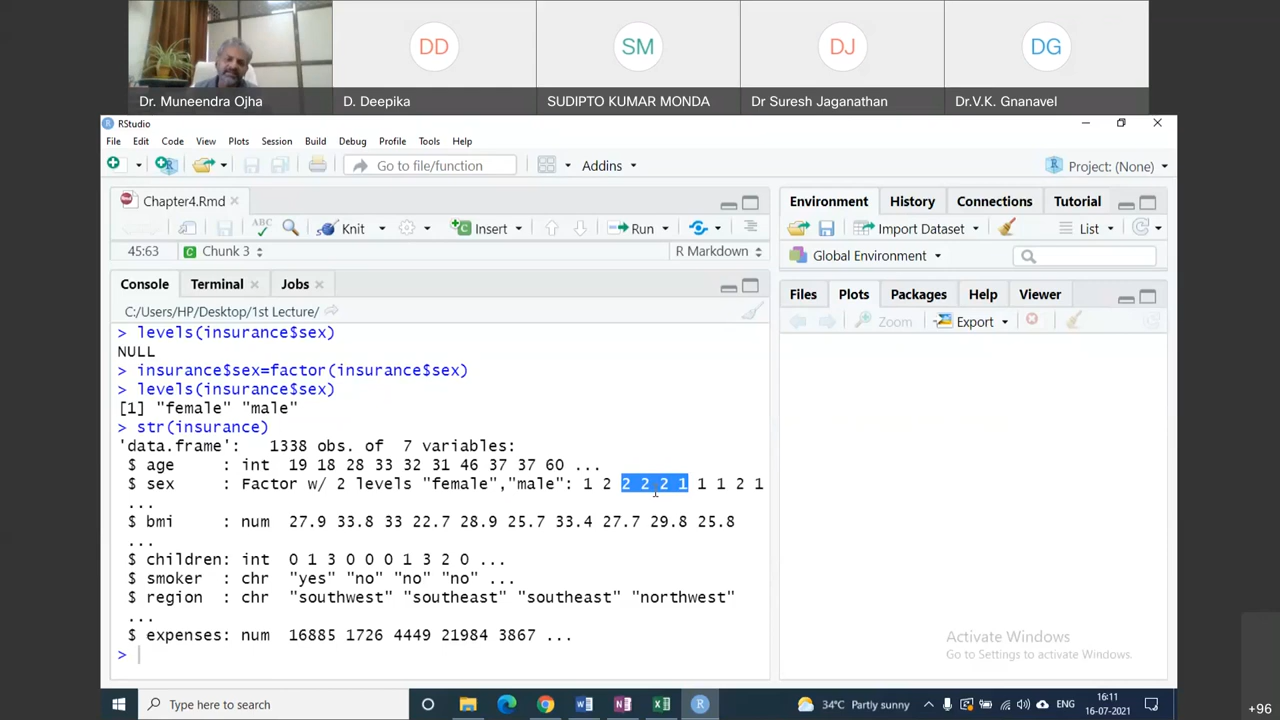 DD
SM
DJ
DG
Dr. Muneendra Ojha
D. Deepika
SUDIPTO KUMAR MONDA
Dr Suresh Jaganathan
Dr.V.K. Gnanavel
RStudio
File Edit Code View Plots Session Build Debug Profile Tools Help
Go to file/function
Addins
Project: (None)
Chapter4.Rmd
ABC
Knit
Insert
Run
45:63
Chunk 3
R Markdown
Console
Terminal
Jobs
C:/Users/HP/Desktop/1st Lecture/
> levels(insurance$sex)
NULL
> insurance$sex=factor(insurance$sex)
> levels(insurance$sex)
[1] "female" "male"
> str(insurance)
'data.frame': 1338 obs. of 7 variables:
$ age : int 19 18 28 33 32 31 46 37 37 60 ...
$ sex : Factor w/ 2 levels "female","male": 1 2 2 2 2 1 1 1 2 1
...
$ bmi : num 27.9 33.8 33 22.7 28.9 25.7 33.4 27.7 29.8 25.8
...
$ children: int 0 1 3 0 0 0 1 3 2 0 ...
$ smoker : chr "yes" "no" "no" "no" ...
$ region : chr "southwest" "southeast" "southeast" "northwest"
...
$ expenses: num 16885 1726 4449 21984 3867 ...
>
Environment
History
Connections
Tutorial
Import Dataset
List
Global Environment
Files
Plots
Packages
Help
Viewer
Zoom
Export
Activate Windows
Go to Settings to activate Windows.
Type here to search
34°C Partly sunny
ENG
16:11
16-07-2021
+96